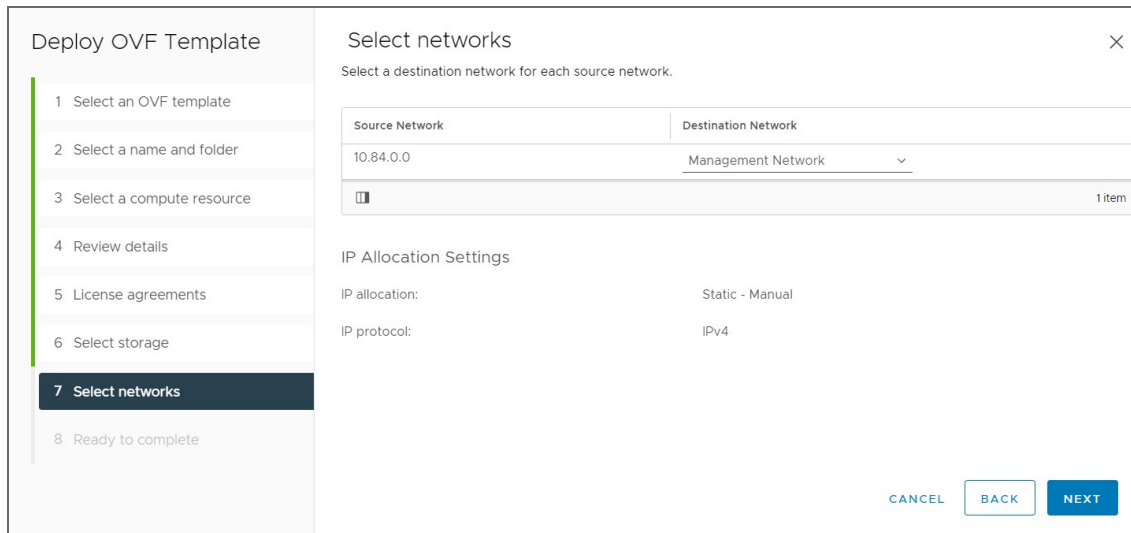 Deploy OVF Template
1 Select an OVF template
2 Select a name and folder
3 Select a compute resource
4 Review details
5 License agreements
6 Select storage
7 Select networks
8 Ready to complete
Select networks
Select a destination network for each source network.
Source Network Destination Network
10.84.0.0 Management Network
1 item
IP Allocation Settings
IP allocation: Static - Manual
IP protocol: IPv4
CANCEL BACK NEXT